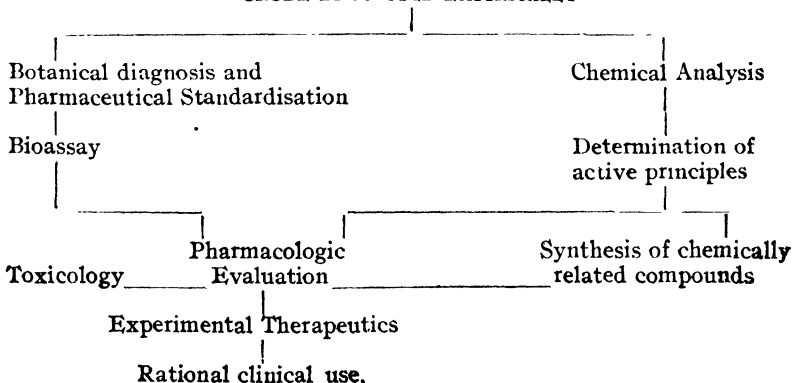 Botanical diagnosis and
Pharmaceutical Standardisation
Chemical Analysis
Bioassay
Determination of
active principles
Pharmacologic
Evaluation
Toxicology
Synthesis of chemically
related compounds
Experimental Therapeutics
Rational clinical use.